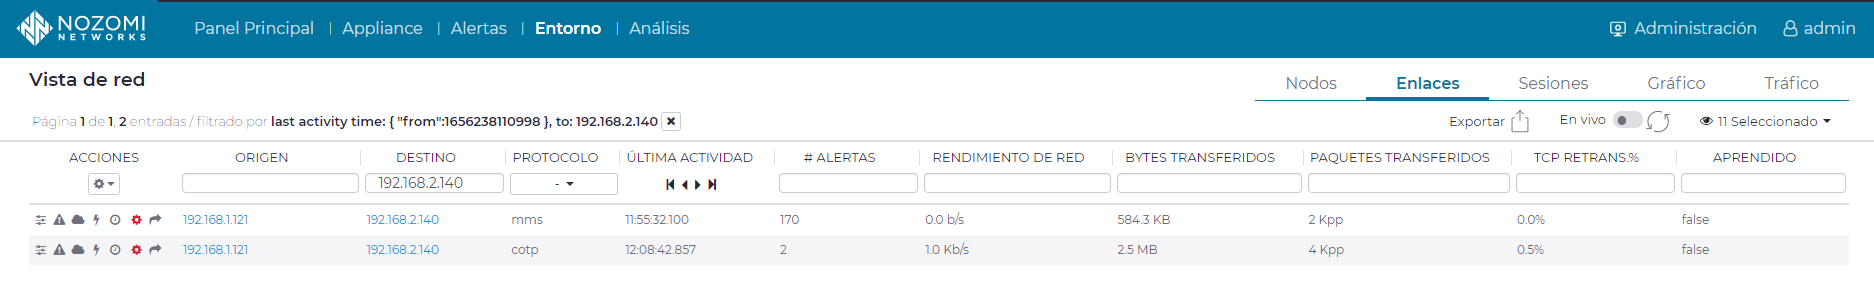 NOZOMI NETWORKS Panel Principal | Appliance | Alertas | Entorno | Análisis Administración admin
Vista de red Nodos Enlaces Sesiones Gráfico Tráfico
Página 1 de 1, 2 entradas / filtrado por last activity time: { "from":1656238110998 }, to: 192.168.2.140 Exportar En vivo 11 Seleccionado
ACCIONES ORIGEN DESTINO PROTOCOLO ÚLTIMA ACTIVIDAD # ALERTAS RENDIMIENTO DE RED BYTES TRANSFERIDOS PAQUETES TRANSFERIDOS TCP RETRANS.% APRENDIDO
192.168.2.140 -
192.168.1.121 192.168.2.140 mms 11:55:32.100 170 0.0 b/s 584.3 KB 2 Kpp 0.0% false
192.168.1.121 192.168.2.140 cotp 12:08:42.857 2 1.0 Kb/s 2.5 MB 4 Kpp 0.5% false